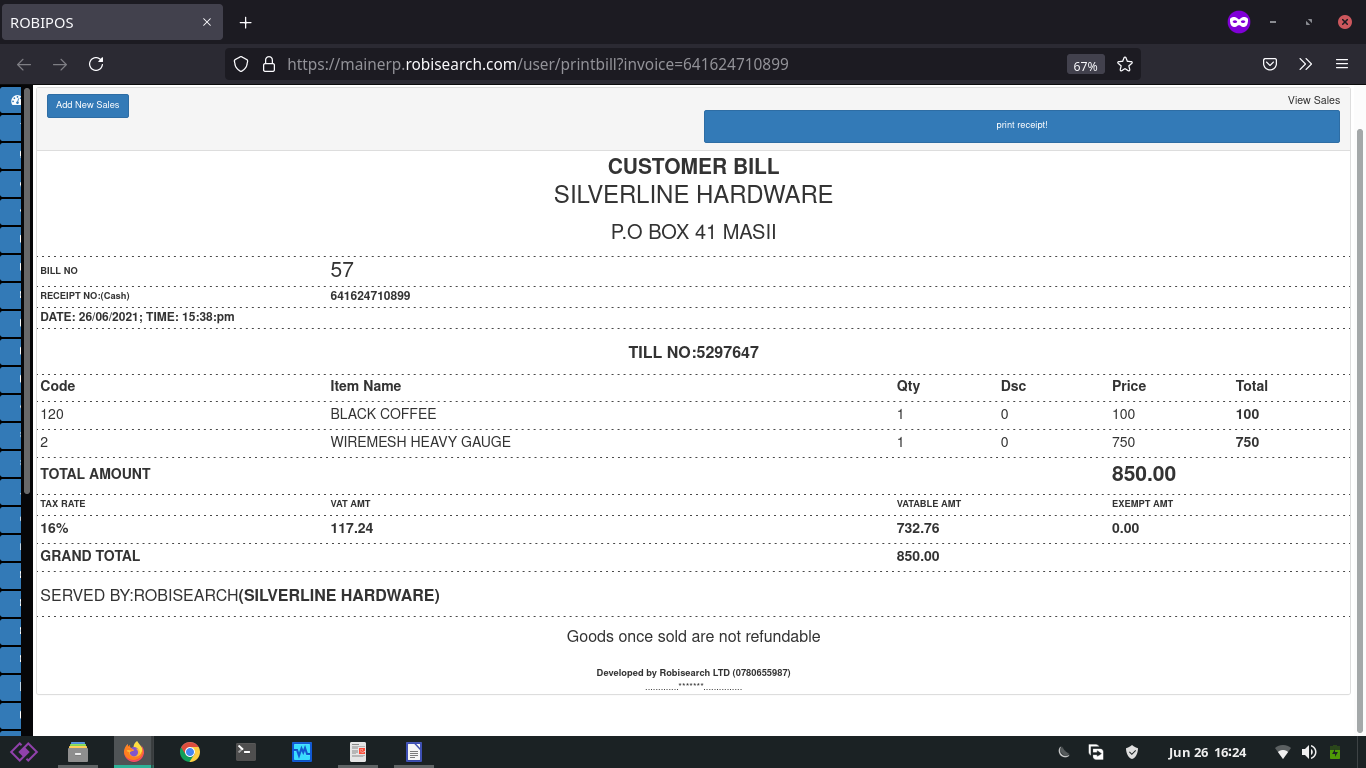 ROBIPOS
https://mainerp.robisearch.com/user/printbill?invoice=641624710899 67%
Add New Sales
View Sales
print receipt!
CUSTOMER BILL
SILVERLINE HARDWARE
P.O BOX 41 MASII
BILL NO 57
RECEIPT NO:(Cash) 641624710899
DATE: 26/06/2021; TIME: 15:38:pm
TILL NO:5297647
Code Item Name Qty Dsc Price Total
120 BLACK COFFEE 1 0 100 100
2 WIREMESH HEAVY GAUGE 1 0 750 750
TOTAL AMOUNT 850.00
TAX RATE VAT AMT VATABLE AMT EXEMPT AMT
16% 117.24 732.76 0.00
GRAND TOTAL 850.00
SERVED BY:ROBISEARCH(SILVERLINE HARDWARE)
Goods once sold are not refundable
Developed by Robisearch LTD (0780655987)
.............*******...............
Jun 26 16:24